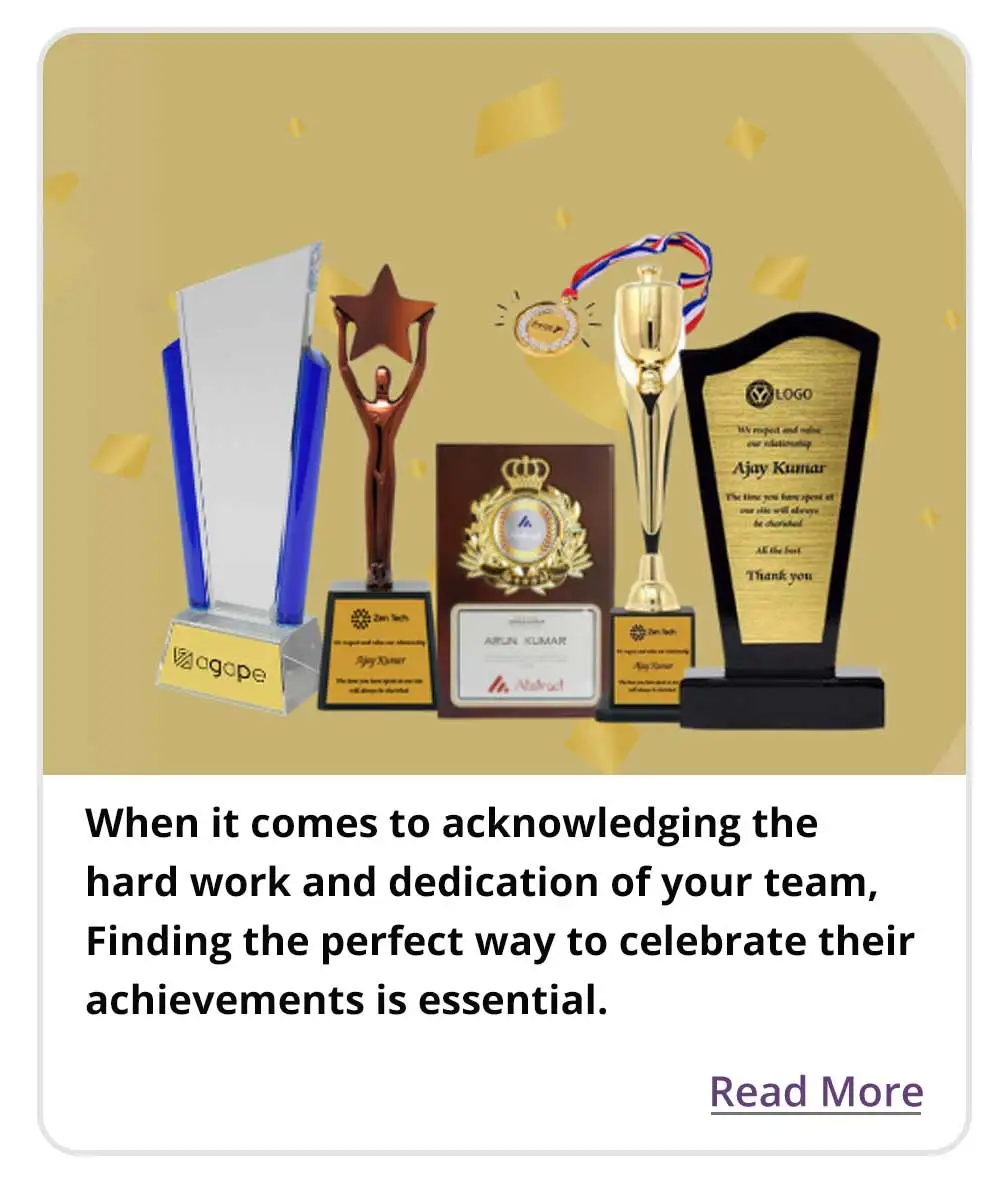 LOGO
We respect and value
our relationship
Ajay Kumar
The time you have spent at
our site will always
be cherished
All the best
Thank you
Zen Tech
We respect and value our relationship
Ajay Kumar
The time you have spent at our site
will always be cherished
ARUN KUMAR
Abstract
Zen Tech
We respect and value our relationship
Ajay Kumar
The time you have spent at our site
will always be cherished
agape
When it comes to acknowledging the
hard work and dedication of your team,
Finding the perfect way to celebrate their
achievements is essential.
Read More